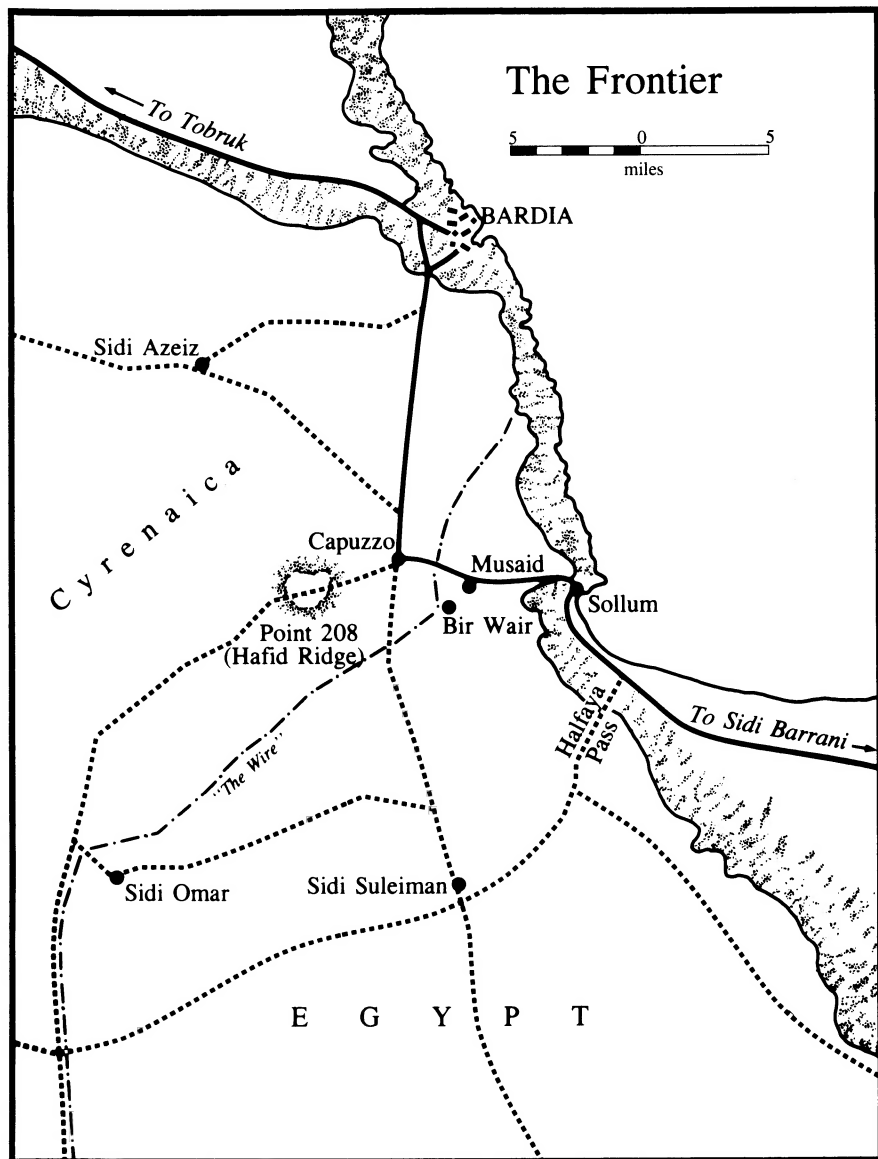 The Frontier
To Tobruk
5 0 5
miles
BARDIA
Sidi Azeiz
Cyrenaica
Capuzzo
Musaid
Sollum
Bir Wair
Point 208
(Hafid Ridge)
Halfaya
Pass
To Sidi Barrani
"The Wire"
Sidi Omar
Sidi Suleiman
EGYPT